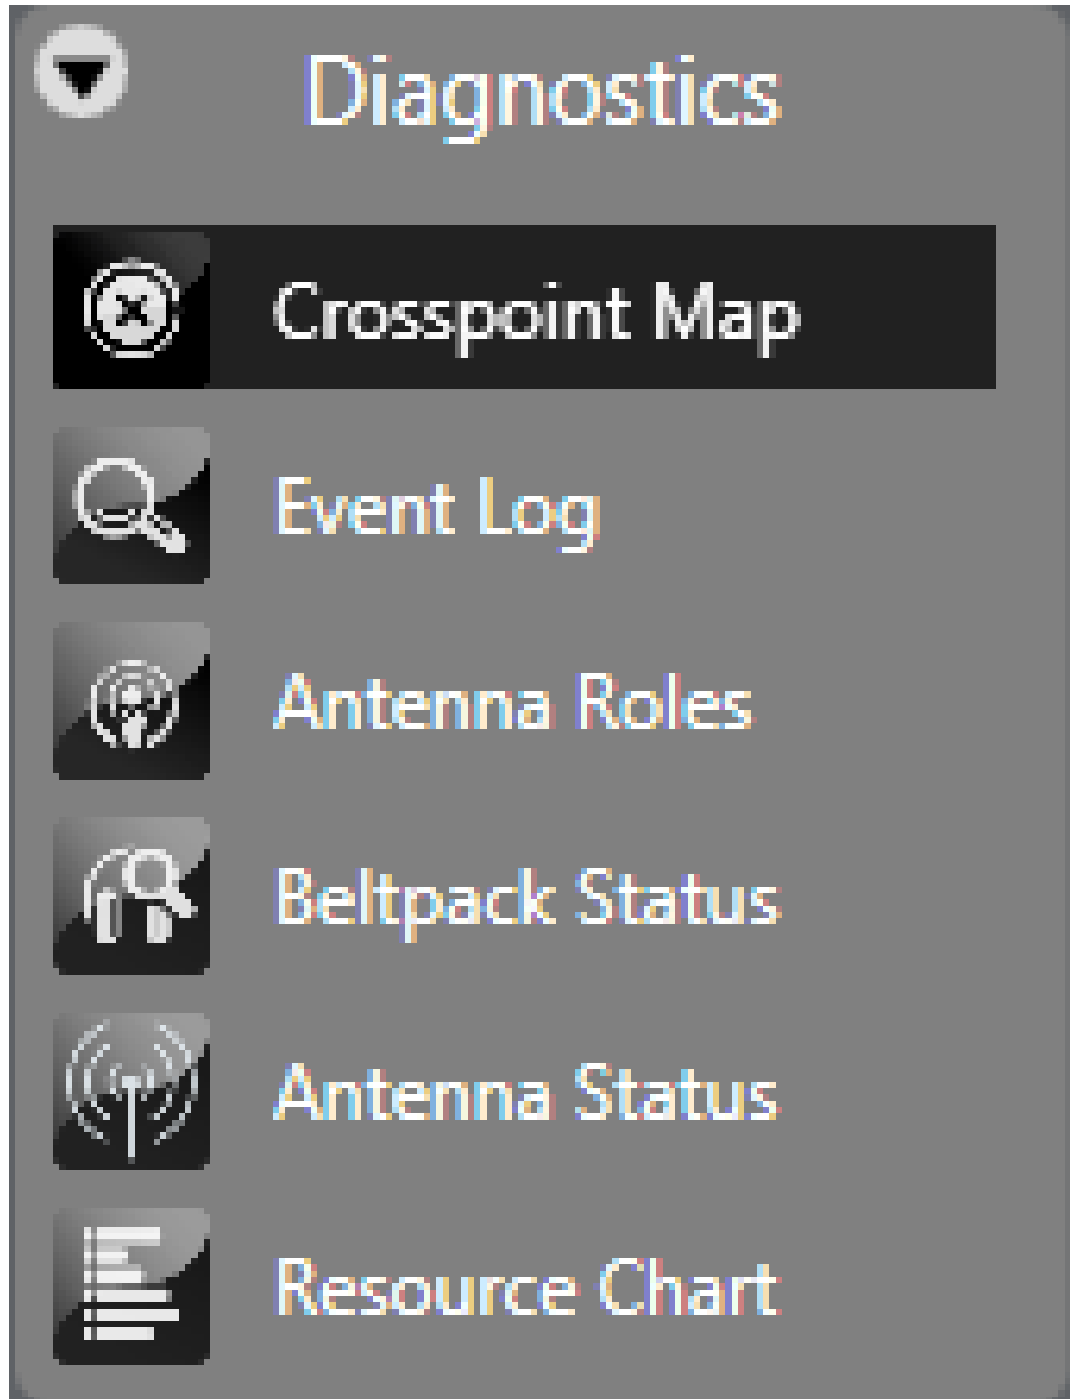 Diagnostics
Crosspoint Map
Event Log
Antenna Roles
Beltpack Status
Antenna Status
Resource Chart